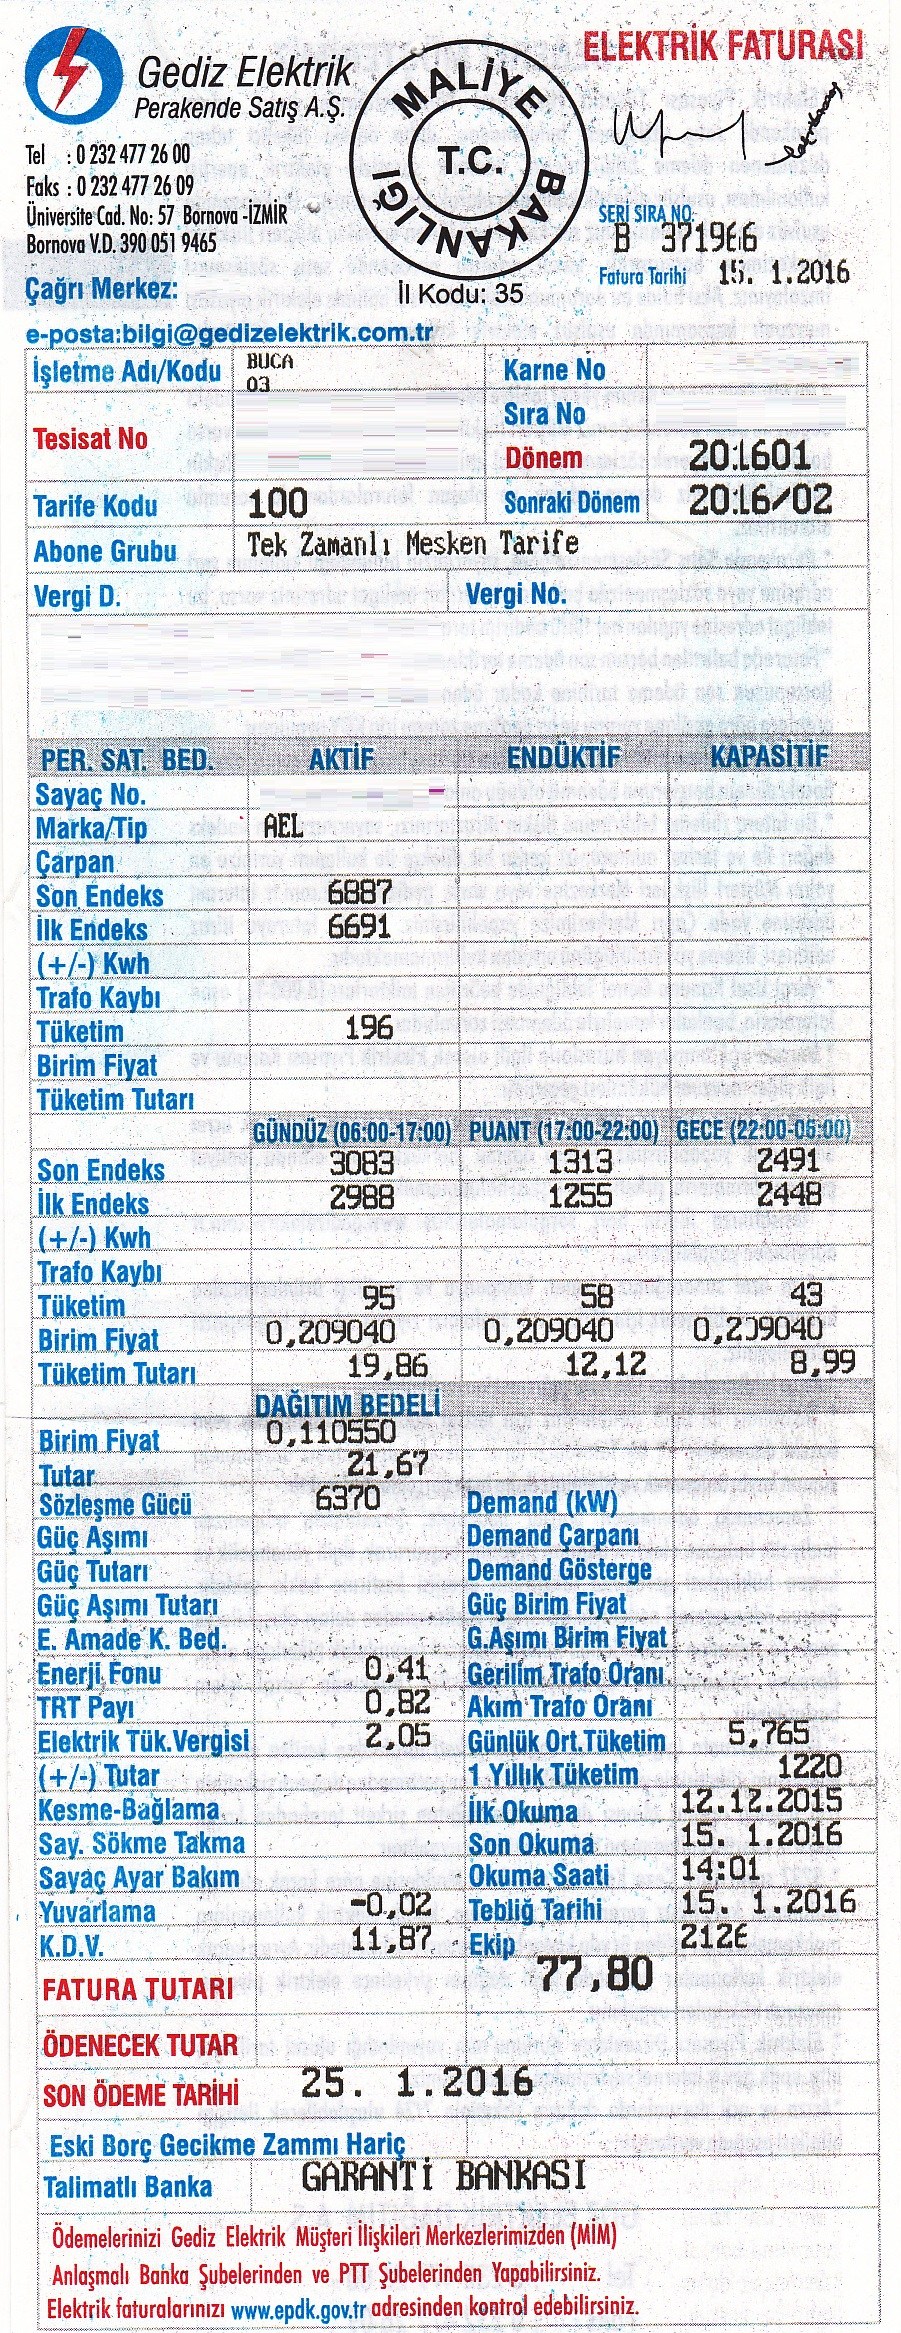 Gediz Elektrik
Perakende Satış A.Ş.
Tel : 0 232 477 26 00
Faks : 0 232 477 26 09
Üniversite Cad. No: 57 Bornova -İZMİR
Bornova V.D. 390 051 9465
Çağrı Merkez:
e-posta:bilgi@gedizelektrik.com.tr
MALİYE BAKANLIĞI
T.C.
İl Kodu: 35
ELEKTRİK FATURASI
SERİ SIRA NO.
B 371966
Fatura Tarihi 15. 1.2016
İşletme Adı/Kodu BUCA
03
Karne No
Sıra No
Tesisat No
Dönem 201601
Tarife Kodu 100 Sonraki Dönem 2016/02
Abone Grubu Tek Zamanlı Mesken Tarife
Vergi D. Vergi No.
PER. SAT. BED. AKTİF ENDÜKTİF KAPASİTİF
Sayaç No.
Marka/Tip AEL
Çarpan
Son Endeks 6887
İlk Endeks 6691
(+/-) Kwh
Trafo Kaybı
Tüketim 196
Birim Fiyat
Tüketim Tutarı
GÜNDÜZ (06:00-17:00) PUANT (17:00-22:00) GECE (22:00-06:00)
Son Endeks 3083 1313 2491
İlk Endeks 2988 1255 2448
(+/-) Kwh
Trafo Kaybı
Tüketim 95 58 43
Birim Fiyat 0,209040 0,209040 0,209040
Tüketim Tutarı 19,86 12,12 8,99
DAĞITIM BEDELİ
Birim Fiyat 0,110550
Tutar 21,67
Sözleşme Gücü 6370 Demand (kW)
Güç Aşımı Demand Çarpanı
Güç Tutarı Demand Gösterge
Güç Aşımı Tutarı Güç Birim Fiyat
E. Amade K. Bed. G.Aşımı Birim Fiyat
Enerji Fonu 0,41 Gerilim Trafo Oranı
TRT Payı 0,82 Akım Trafo Oranı
Elektrik Tük.Vergisi 2,05 Günlük Ort.Tüketim 5,765
(+/-) Tutar 1 Yıllık Tüketim 1220
Kesme-Bağlama İlk Okuma 12.12.2015
Say. Sökme Takma Son Okuma 15. 1.2016
Sayaç Ayar Bakım Okuma Saati 14:01
Yuvarlama -0,02 Tebliğ Tarihi 15. 1.2016
K.D.V. 11,87 Ekip 2126
FATURA TUTARI 77,80
ÖDENECEK TUTAR
SON ÖDEME TARİHİ 25. 1.2016
Eski Borç Gecikme Zammı Hariç
Talimatlı Banka GARANTİ BANKASI
Ödemelerinizi Gediz Elektrik Müşteri İlişkileri Merkezlerimizden (MİM)
Anlaşmalı Banka Şubelerinden ve PTT Şubelerinden Yapabilirsiniz.
Elektrik faturalarınızı www.epdk.gov.tr adresinden kontrol edebilirsiniz.